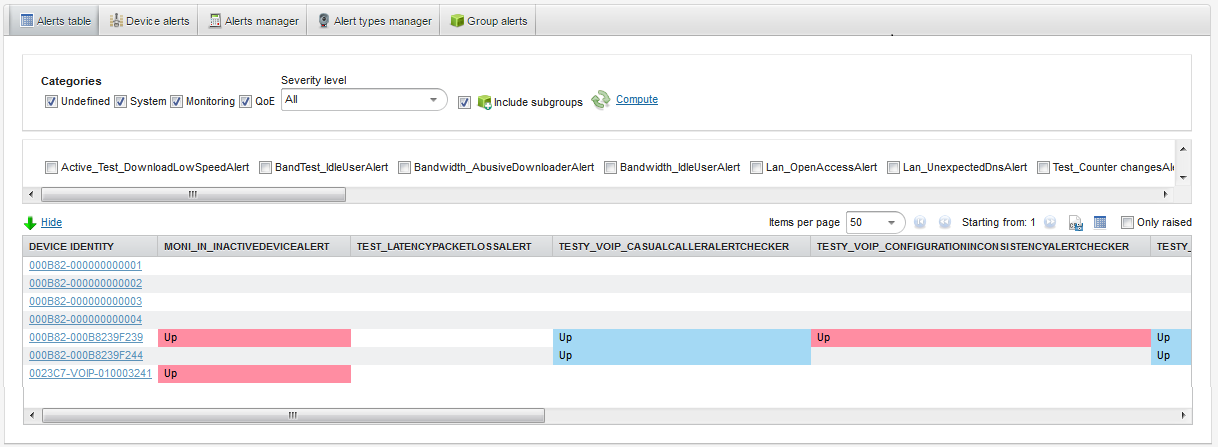 Alerts table Device alerts Alerts manager Alert types manager Group alerts
Categories
Severity level
Undefined System Monitoring QoE All Include subgroups Compute
Active_Test_DownloadLowSpeedAlert BandTest_IdleUserAlert Bandwidth_AbusiveDownloaderAlert Bandwidth_IdleUserAlert Lan_OpenAccessAlert Lan_UnexpectedDnsAlert Test_Counter changesAle
Hide Items per page 50 Starting from: 1 Only raised
DEVICE IDENTITY MONI_IN_INACTIVEDEVICEALERT TEST_LATENCYPACKETLOSSALERT TESTY_VOIP_CASUALCALLERALERTCHECKER TESTY_VOIP_CONFIGURATIONINCONSISTENCYALERTCHECKER TESTY_
000B82-000000000001
000B82-000000000002
000B82-000000000003
000B82-000000000004
000B82-000B8239F239 Up Up Up Up
000B82-000B8239F244 Up Up
0023C7-VOIP-010003241 Up